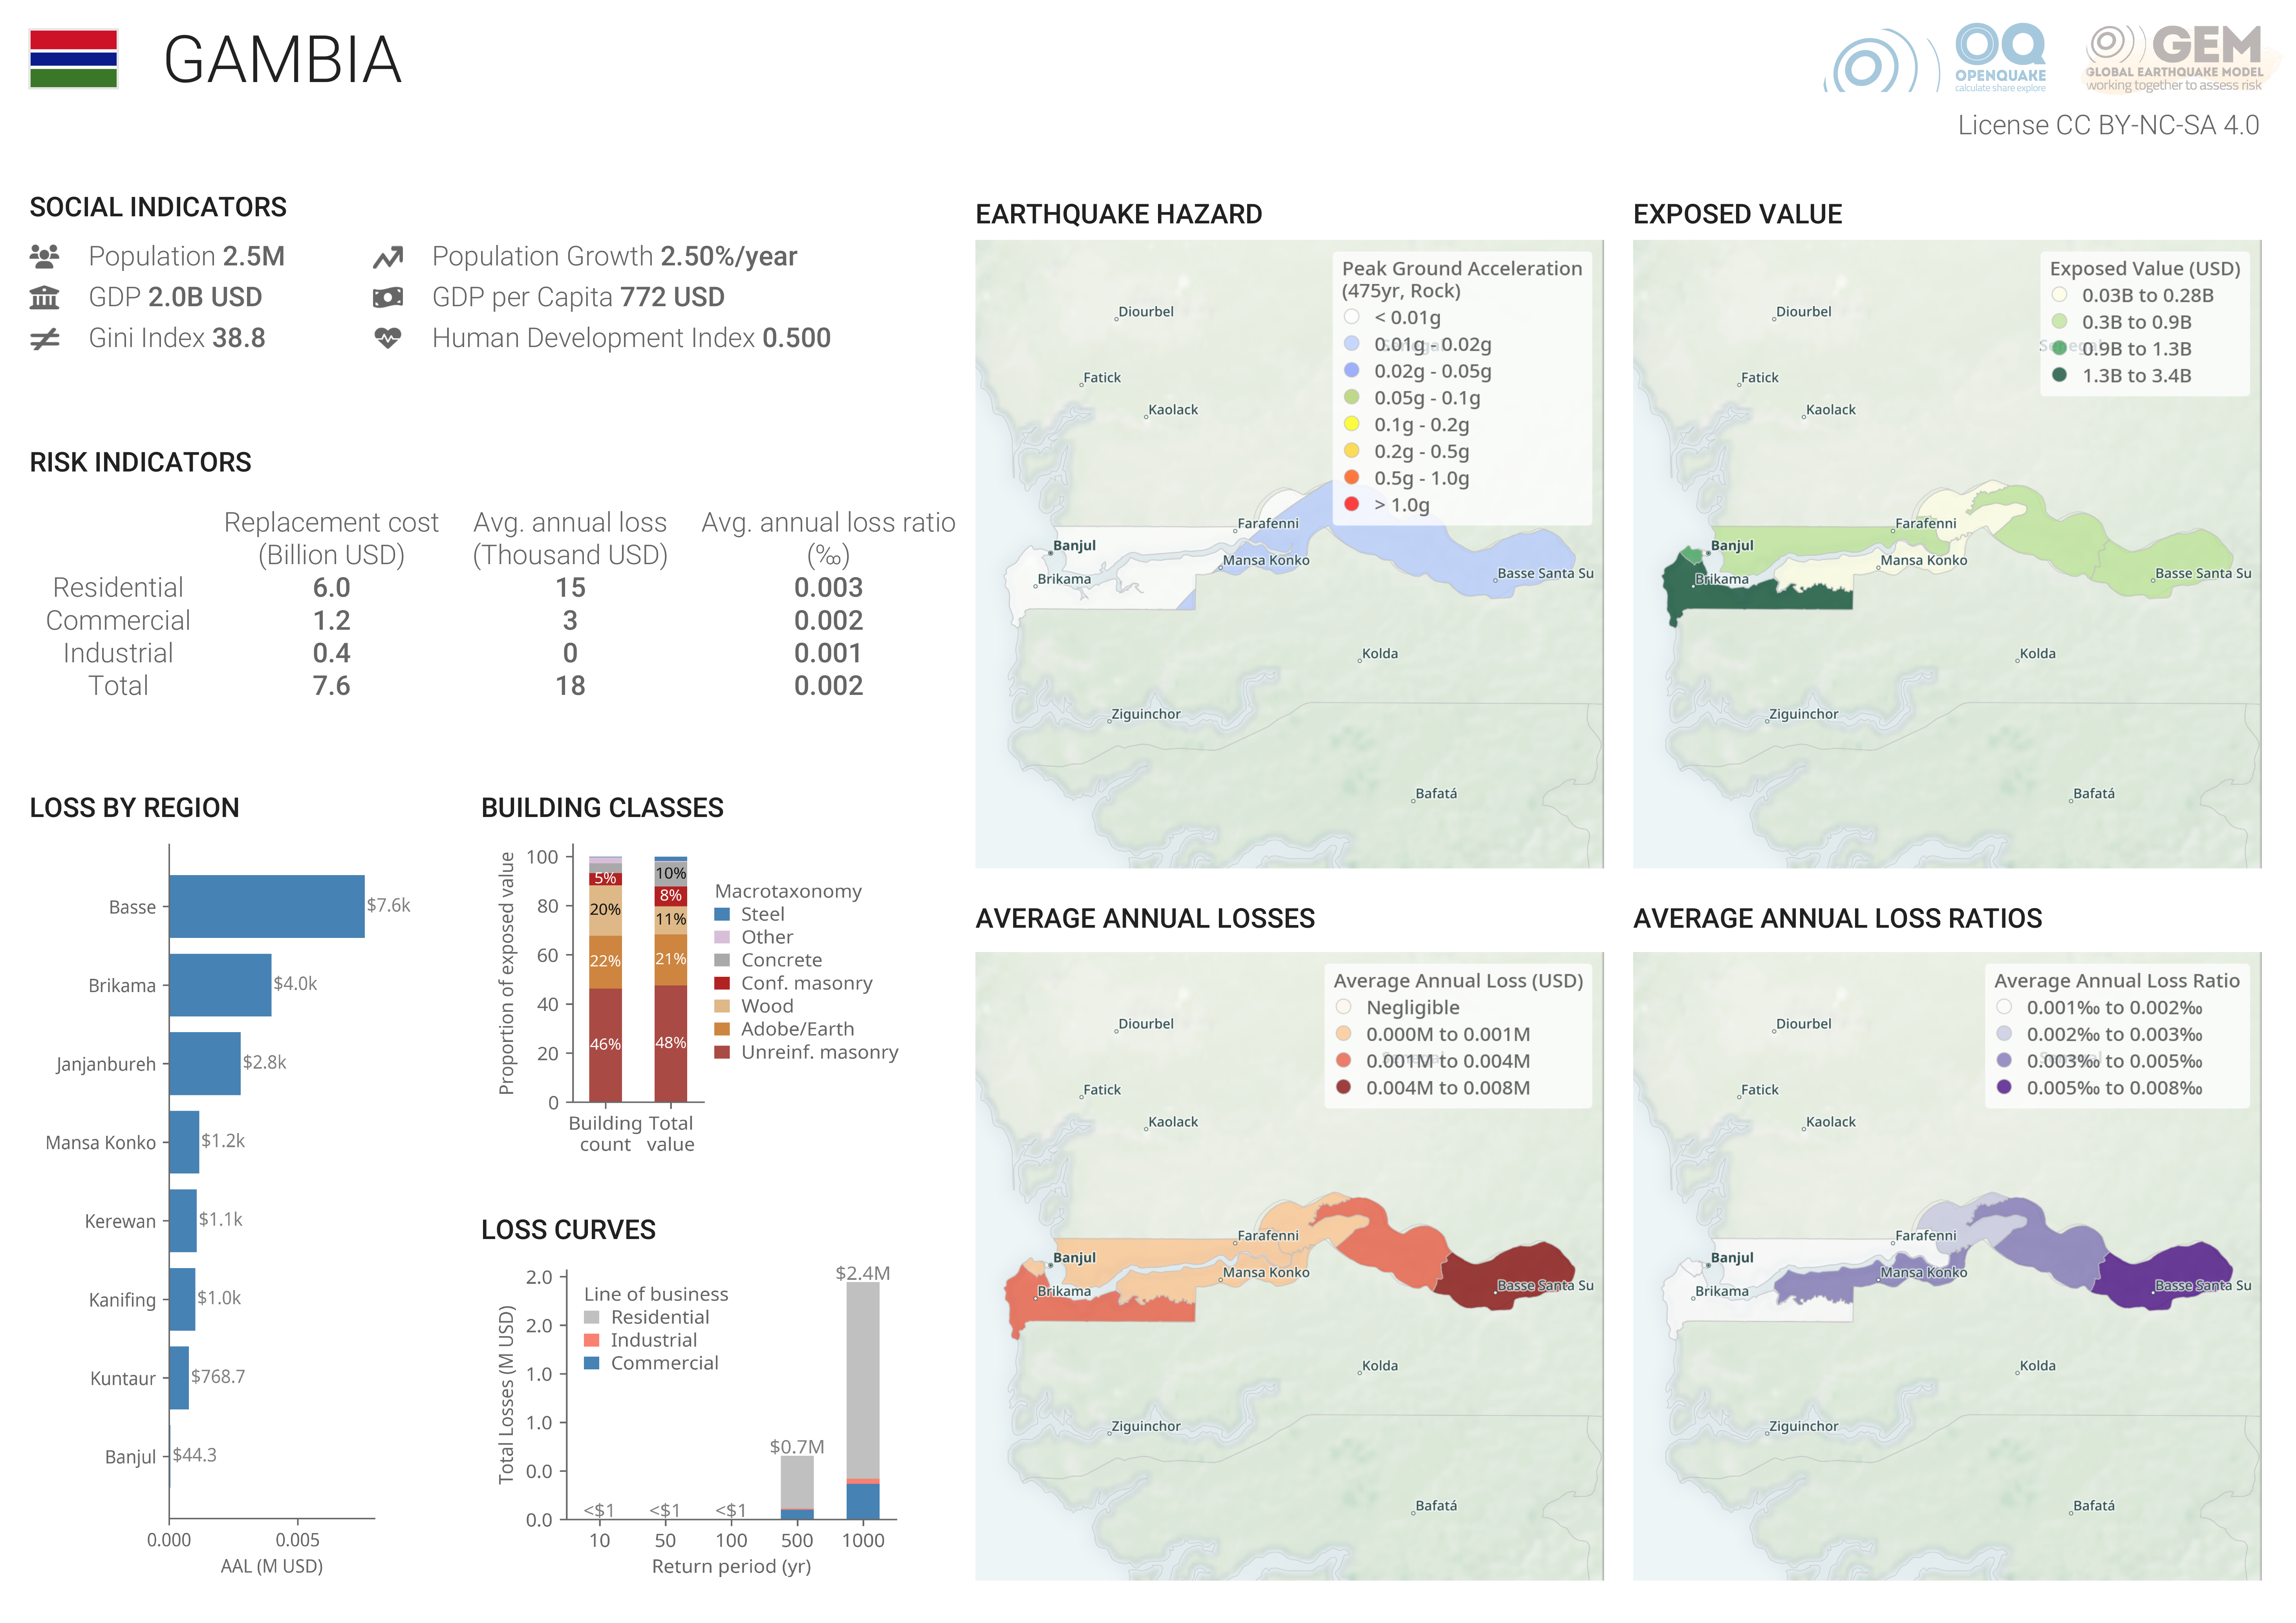 GAMBIA
OQ
OPENQUAKE
calculate share explore
GEM
GLOBAL EARTHQUAKE MODEL
working together to assess risk
License CC BY-NC-SA 4.0
SOCIAL INDICATORS
Population 2.5M
Population Growth 2.50%/year
GDP 2.0B USD
GDP per Capita 772 USD
Gini Index 38.8
Human Development Index 0.500
RISK INDICATORS
Replacement cost (Billion USD) Avg. annual loss (Thousand USD) Avg. annual loss ratio (‰)
Residential 6.0 15 0.003
Commercial 1.2 3 0.002
Industrial 0.4 0 0.001
Total 7.6 18 0.002
LOSS BY REGION
Basse $7.6k
Brikama $4.0k
Janjanbureh $2.8k
Mansa Konko $1.2k
Kerewan $1.1k
Kanifing $1.0k
Kuntaur $768.7
Banjul $44.3
0.000 0.005
AAL (M USD)
BUILDING CLASSES
Proportion of exposed value
100
80
60
40
20
0
5%
20%
22%
46%
10%
8%
11%
21%
48%
Building count
Total value
Macrotaxonomy
Steel
Other
Concrete
Conf. masonry
Wood
Adobe/Earth
Unreinf. masonry
LOSS CURVES
Total Losses (M USD)
2.0
2.0
1.0
1.0
0.0
0.0
Line of business
Residential
Industrial
Commercial
<$1 <$1 <$1 $0.7M $2.4M
10 50 100 500 1000
Return period (yr)
EARTHQUAKE HAZARD
Peak Ground Acceleration
(475yr, Rock)
< 0.01g
0.01g - 0.02g
0.02g - 0.05g
0.05g - 0.1g
0.1g - 0.2g
0.2g - 0.5g
0.5g - 1.0g
> 1.0g
Diourbel
Senegal
Fatick
Kaolack
Farafenni
Banjul
Mansa Konko
Brikama
Basse Santa Su
Kolda
Ziguinchor
Bafatá
EXPOSED VALUE
Exposed Value (USD)
0.03B to 0.28B
0.3B to 0.9B
0.9B to 1.3B
1.3B to 3.4B
Diourbel
Senegal
Fatick
Kaolack
Farafenni
Banjul
Mansa Konko
Brikama
Basse Santa Su
Kolda
Ziguinchor
Bafatá
AVERAGE ANNUAL LOSSES
Average Annual Loss (USD)
Negligible
0.000M to 0.001M
0.001M to 0.004M
0.004M to 0.008M
Diourbel
Senegal
Fatick
Kaolack
Farafenni
Banjul
Mansa Konko
Brikama
Basse Santa Su
Kolda
Ziguinchor
Bafatá
AVERAGE ANNUAL LOSS RATIOS
Average Annual Loss Ratio
0.001‰ to 0.002‰
0.002‰ to 0.003‰
0.003‰ to 0.005‰
0.005‰ to 0.008‰
Diourbel
Senegal
Fatick
Kaolack
Farafenni
Banjul
Mansa Konko
Brikama
Basse Santa Su
Kolda
Ziguinchor
Bafatá